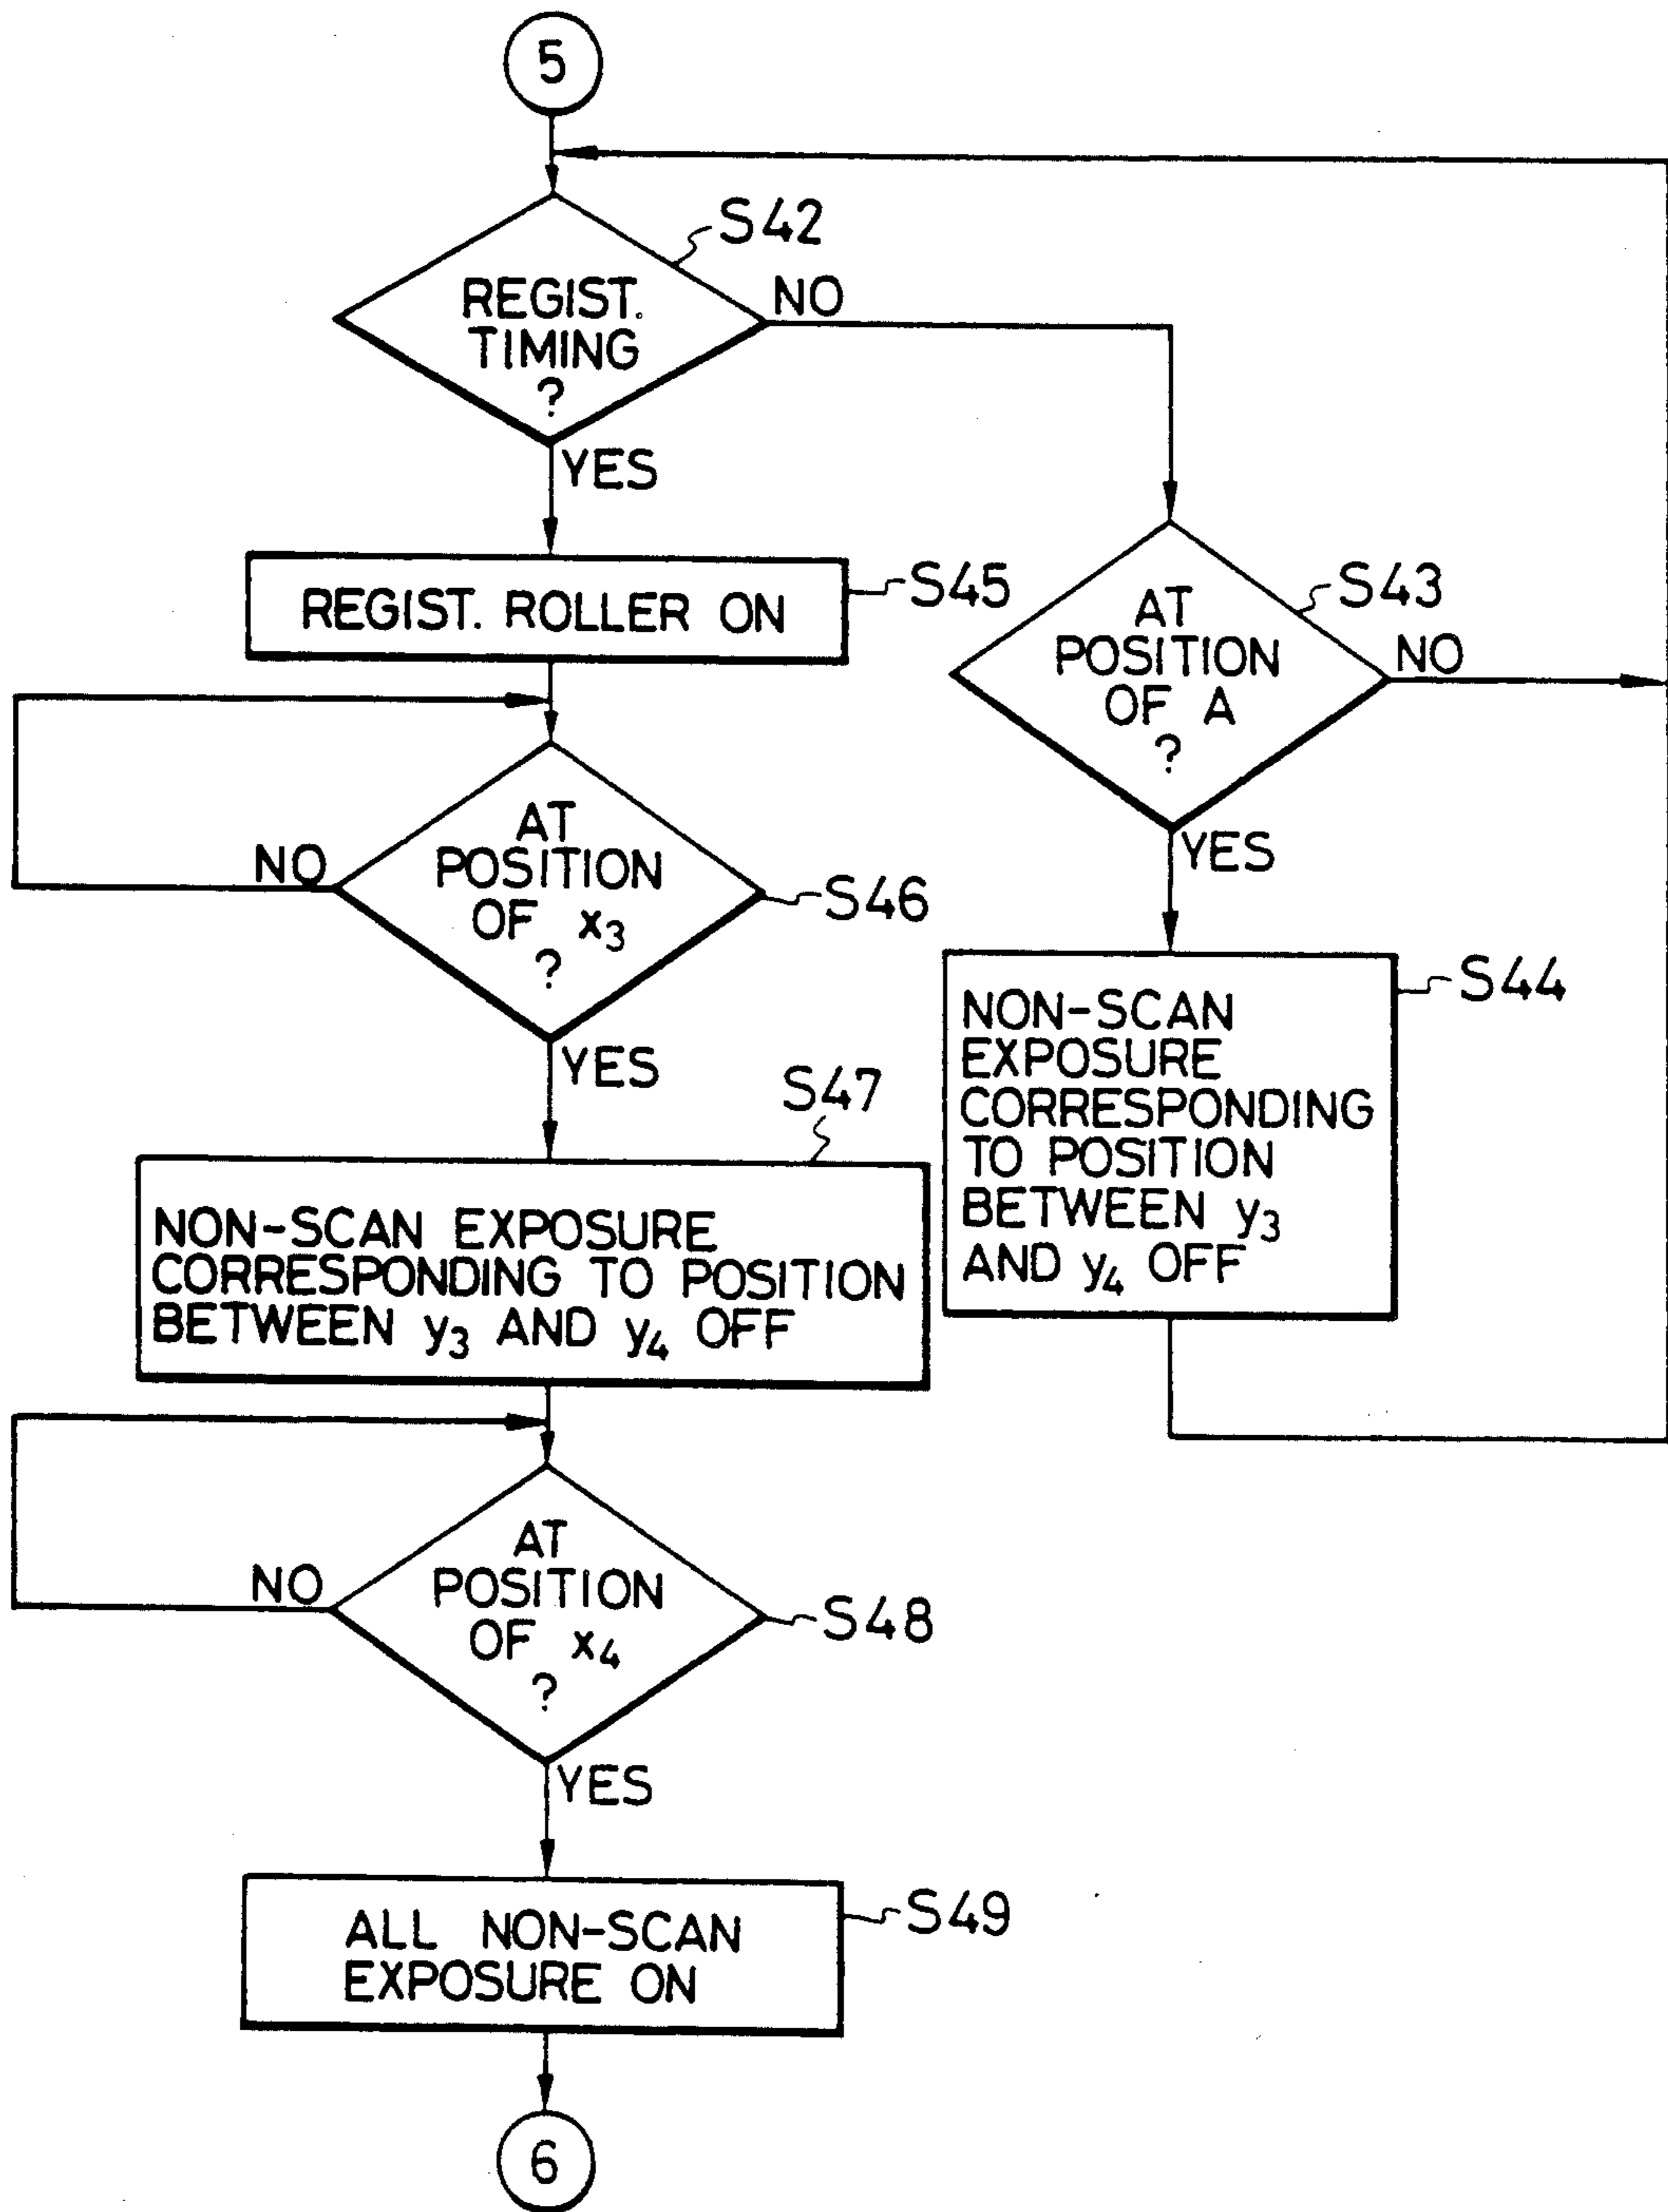 5
S42
REGIST.
TIMING
?
NO
YES
REGIST. ROLLER ON
S45
AT
POSITION
OF A
?
S43
NO
YES
AT
POSITION
OF x₃
?
NO
S46
YES
NON-SCAN
EXPOSURE
CORRESPONDING
TO POSITION
BETWEEN y₃
AND y₄ OFF
S44
S47
NON-SCAN EXPOSURE
CORRESPONDING TO POSITION
BETWEEN y₃ AND y₄ OFF
AT
POSITION
OF x₄
?
NO
S48
YES
ALL NON-SCAN
EXPOSURE ON
S49
6